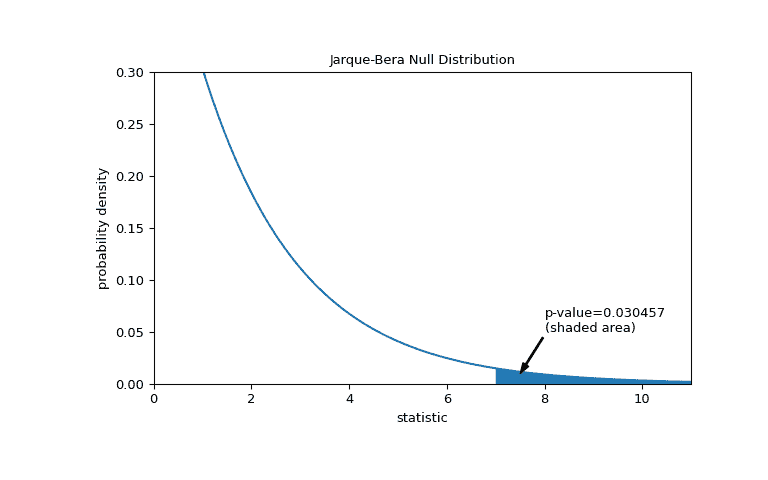 Jarque-Bera Null Distribution
0.30
0.25
0.20
0.15
0.10
0.05
0.00
probability density
p-value=0.030457
(shaded area)
0
2
4
6
8
10
statistic